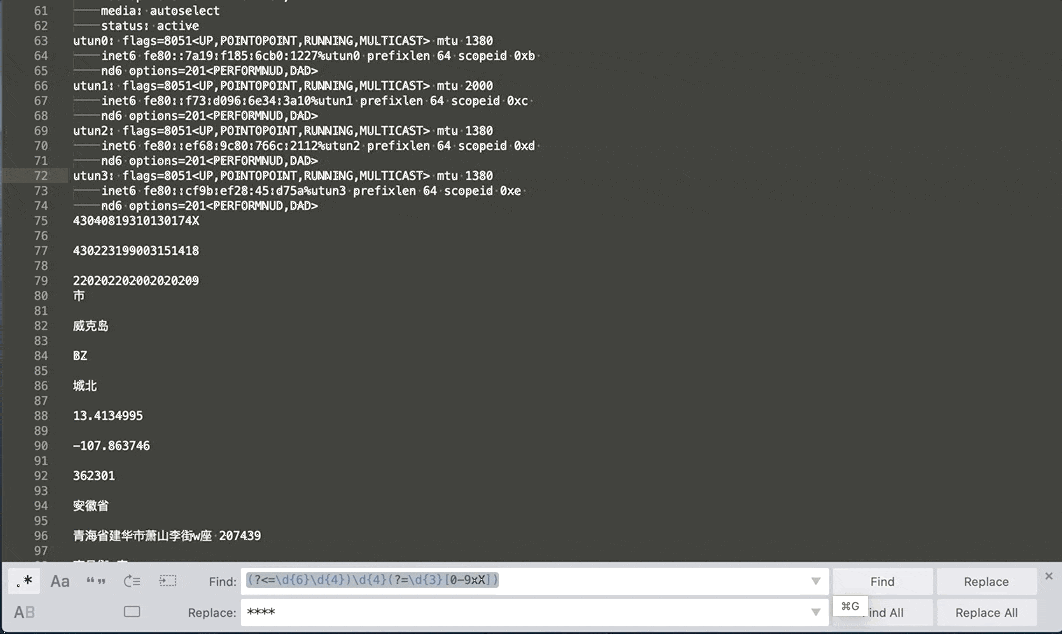 61 media: autoselect
62 status: active
63 utun0: flags=8051<UP,POINTOPOINT,RUNNING,MULTICAST> mtu 1380
64 inet6 fe80::7a19:f185:6cb0:1227%utun0 prefixlen 64 scopeid 0xb
65 nd6 options=201<PERFORMNUD,DAD>
66 utun1: flags=8051<UP,POINTOPOINT,RUNNING,MULTICAST> mtu 2000
67 inet6 fe80::f73:d096:6e34:3a10%utun1 prefixlen 64 scopeid 0xc
68 nd6 options=201<PERFORMNUD,DAD>
69 utun2: flags=8051<UP,POINTOPOINT,RUNNING,MULTICAST> mtu 1380
70 inet6 fe80::ef68:9c80:766c:2112%utun2 prefixlen 64 scopeid 0xd
71 nd6 options=201<PERFORMNUD,DAD>
72 utun3: flags=8051<UP,POINTOPOINT,RUNNING,MULTICAST> mtu 1380
73 inet6 fe80::cf9b:ef28:45:d75a%utun3 prefixlen 64 scopeid 0xe
74 nd6 options=201<PERFORMNUD,DAD>
75 43040819310130174X
76
77 430223199003151418
78
79 220202202002020209
80 市
81
82 威克岛
83
84 BZ
85
86 城北
87
88 13.4134995
89
90 -107.863746
91
92 362301
93
94 安徽省
95
96 青海省建华市萧山李街w座 207439
97
.* Aa “” Find: (?<=\d{6}\d{4})\d{4}(?=\d{3}[0-9xX]) Find Replace
AB Replace: **** ⌘G ind All Replace All